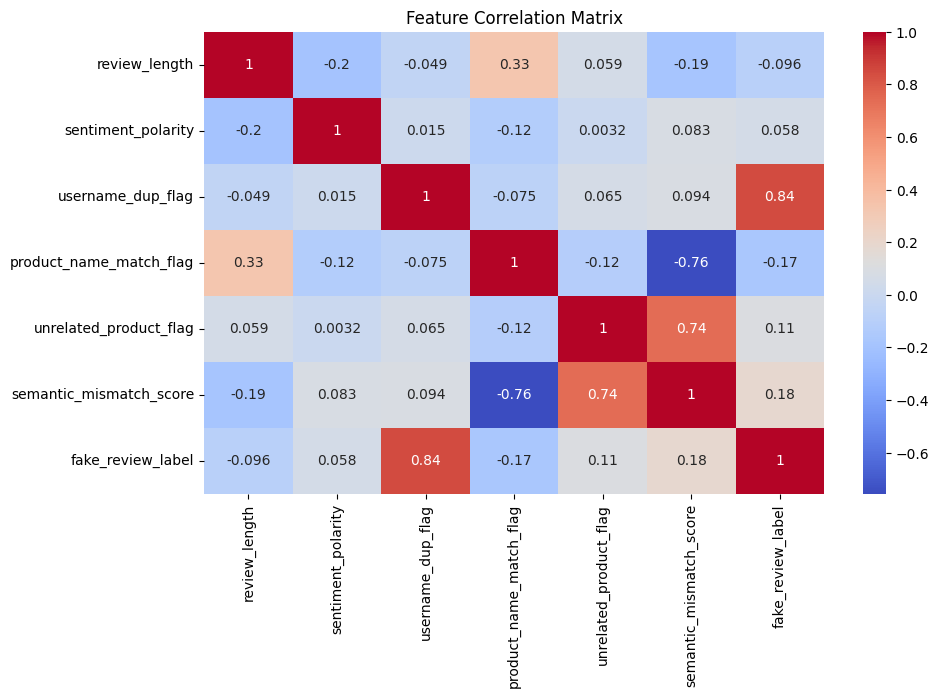 Feature Correlation Matrix
review_length 1 -0.2 -0.049 0.33 0.059 -0.19 -0.096
sentiment_polarity -0.2 1 0.015 -0.12 0.0032 0.083 0.058
username_dup_flag -0.049 0.015 1 -0.075 0.065 0.094 0.84
product_name_match_flag 0.33 -0.12 -0.075 1 -0.12 -0.76 -0.17
unrelated_product_flag 0.059 0.0032 0.065 -0.12 1 0.74 0.11
semantic_mismatch_score -0.19 0.083 0.094 -0.76 0.74 1 0.18
fake_review_label -0.096 0.058 0.84 -0.17 0.11 0.18 1
review_length
sentiment_polarity
username_dup_flag
product_name_match_flag
unrelated_product_flag
semantic_mismatch_score
fake_review_label
1.0
0.8
0.6
0.4
0.2
0.0
−0.2
−0.4
−0.6